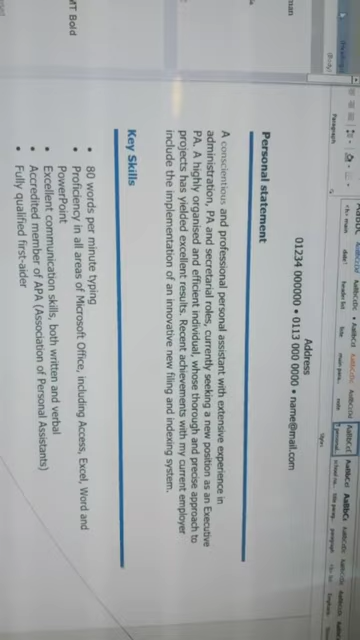 Address
01234 000000 • 0113 000 0000 • name@mail.com
Personal statement
A conscientious and professional personal assistant with extensive experience in
administration, PA and secretarial roles, currently seeking a new position as an Executive
PA. A highly organised and efficient individual, whose thorough and precise approach to
projects has yielded excellent results. Recent achievements with my current employer
include the implementation of an innovative new filing and indexing system.
Key Skills
• 80 words per minute typing
• Proficiency in all areas of Microsoft Office, including Access, Excel, Word and
PowerPoint
• Excellent communication skills, both written and verbal
• Accredited member of APA (Association of Personal Assistants)
• Fully qualified first-aider
Paragraph
Styles
MT Bold